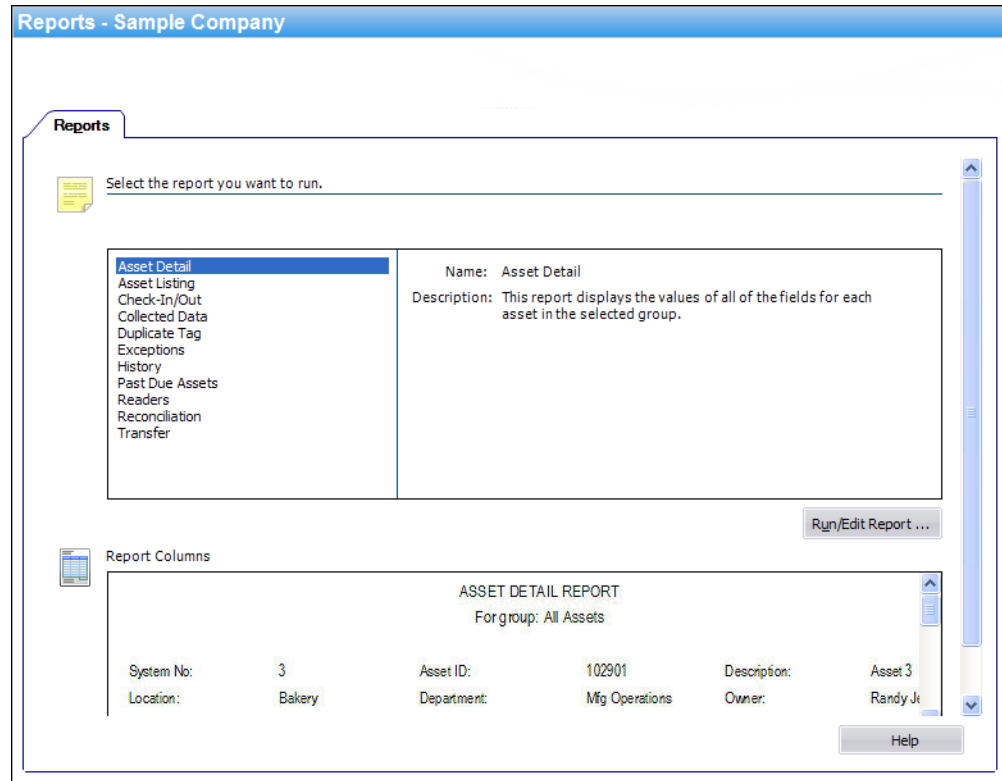 Reports - Sample Company
Reports
Select the report you want to run.
Asset Detail
Asset Listing
Check-In/Out
Collected Data
Duplicate Tag
Exceptions
History
Past Due Assets
Readers
Reconciliation
Transfer
Name: Asset Detail
Description: This report displays the values of all of the fields for each
asset in the selected group.
Run/Edit Report ...
Report Columns
ASSET DETAIL REPORT
For group: All Assets
System No: 3 Asset ID: 102901 Description: Asset 3
Location: Bakery Department: Mfg Operations Owner: Randy
Help